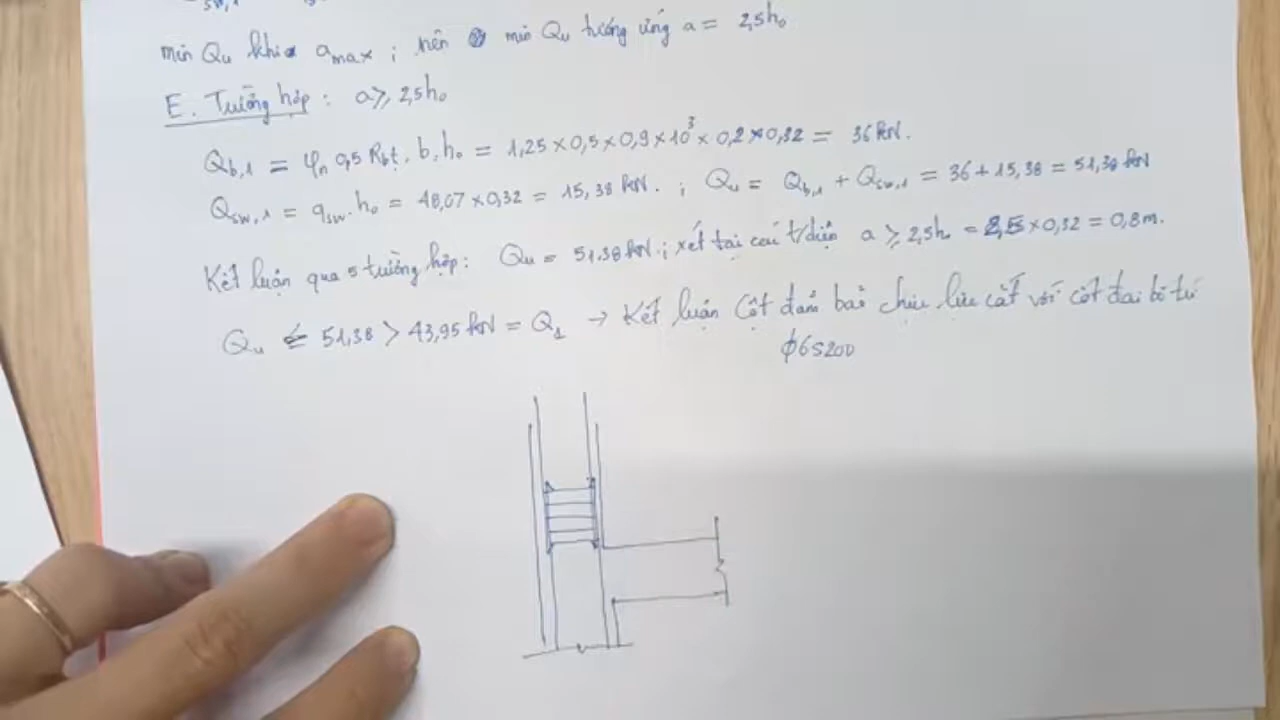 sw,1
min Qu khi amax ; nên min Qu tương ứng a = 2,5h₀
E. Trường hợp : a ⩾ 2,5h₀
Qb,1 = φn 0,5 Rbt. b. h₀ = 1,25 × 0,5 × 0,9 × 10³ × 0,2 × 0,32 = 36 kN.
Qsw,1 = qsw. h₀ = 48,07 × 0,32 = 15,38 kN. ; Qu = Qb,1 + Qsw,1 = 36 + 15,38 = 51,38 kN
Kết luận qua 5 trường hợp: Qu = 51.38 kN. ; xét tại các t/diện a ⩾ 2,5h₀ = 2,5 × 0,32 = 0,8m.
Qu = 51,38 > 43,95 kN = Q1 → Kết luận Cột đảm bảo chịu lực cắt với cốt đai bố trí
ϕ6S200